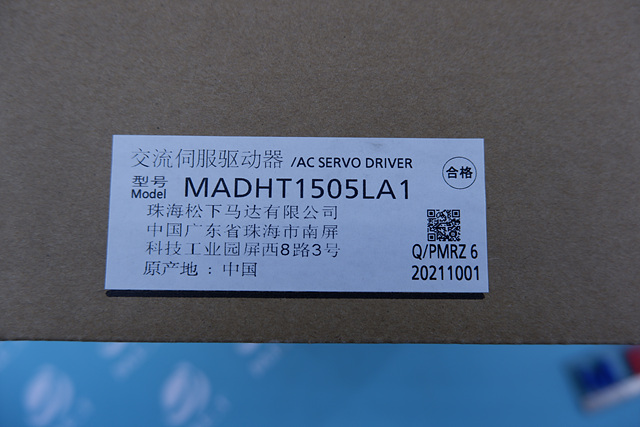 交流伺服驱动器 /AC SERVO DRIVER
合格
型号
Model MADHT1505LA1
珠海松下马达有限公司
中国广东省珠海市南屏
科技工业园屏西8路3号
原产地：中国
Q/PMRZ 6
20211001